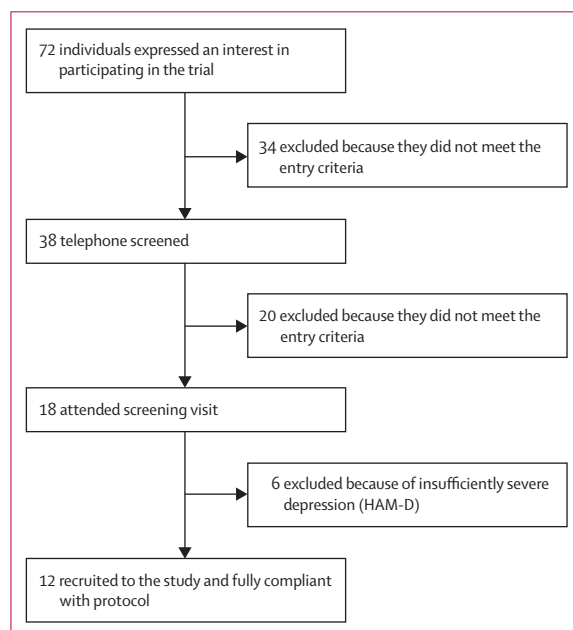 72 individuals expressed an interest in
participating in the trial
34 excluded because they did not meet the
entry criteria
38 telephone screened
20 excluded because they did not meet the
entry criteria
18 attended screening visit
6 excluded because of insufficiently severe
depression (HAM-D)
12 recruited to the study and fully compliant
with protocol